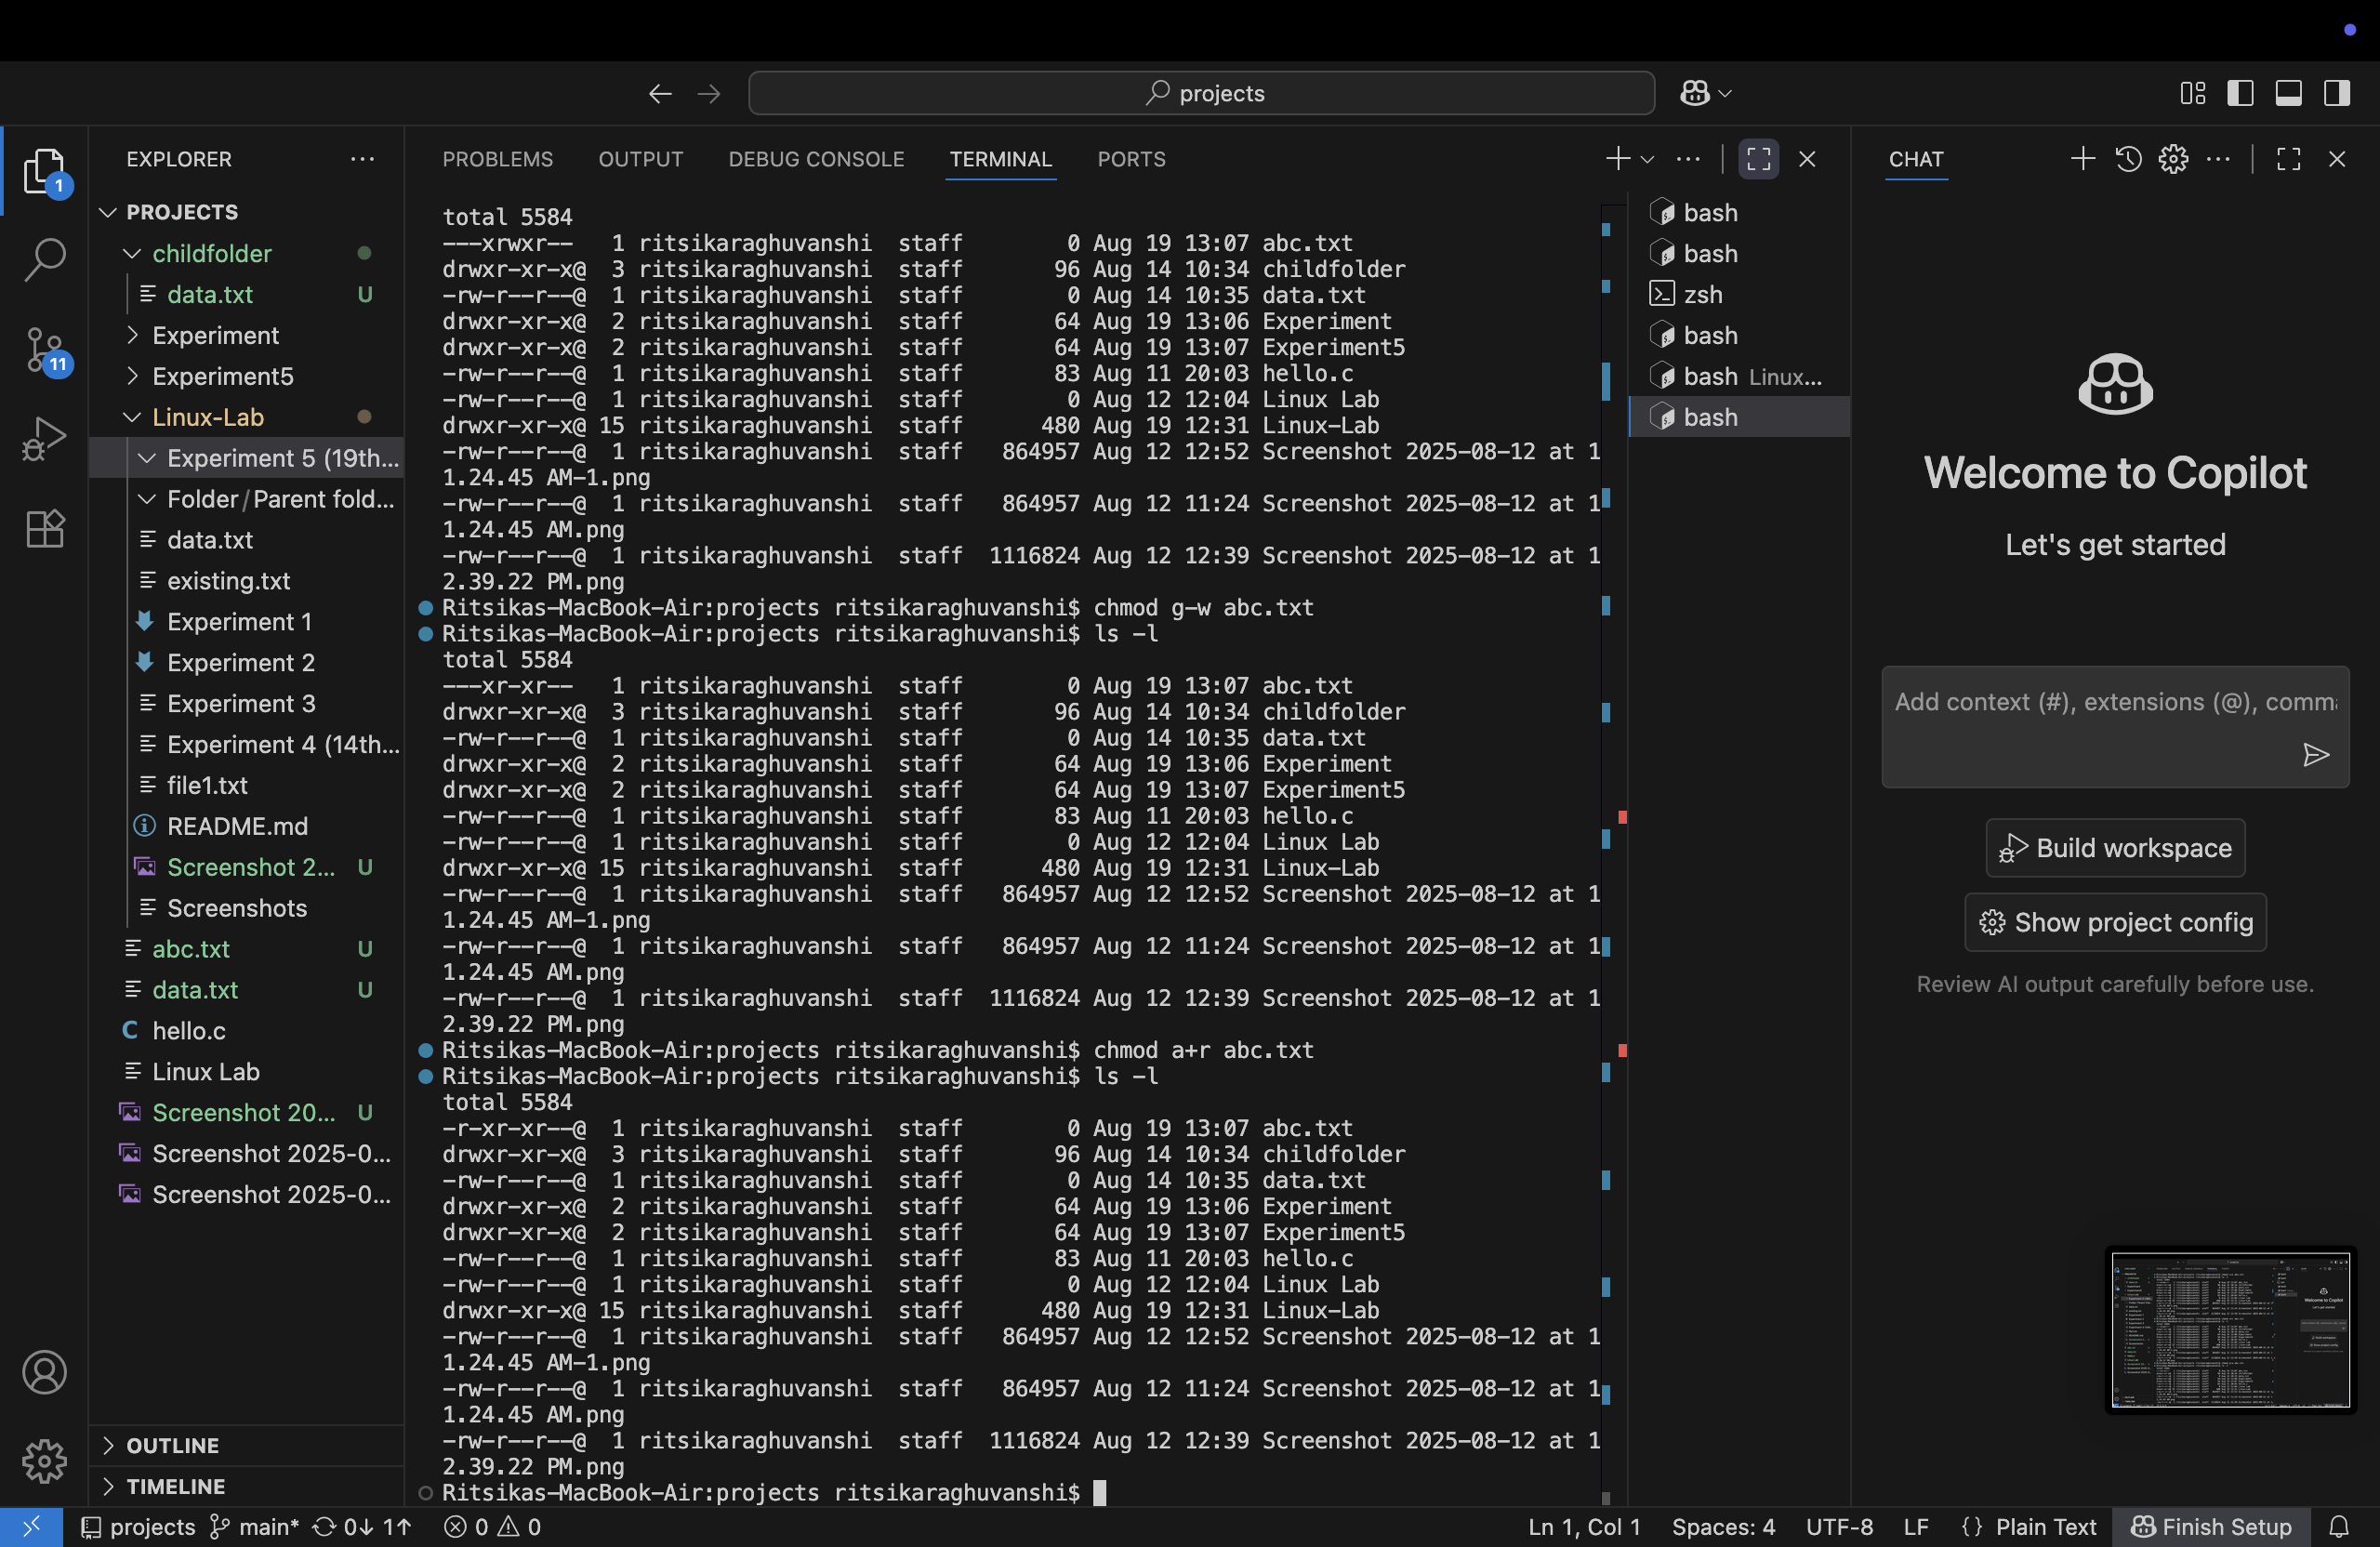 projects
EXPLORER
PROJECTS
childfolder
data.txt U
Experiment
Experiment5
Linux-Lab
Experiment 5 (19th...
Folder/Parent fold...
data.txt
existing.txt
Experiment 1
Experiment 2
Experiment 3
Experiment 4 (14th...
file1.txt
README.md
Screenshot 2... U
Screenshots
abc.txt U
data.txt U
hello.c
Linux Lab
Screenshot 20... U
Screenshot 2025-0...
Screenshot 2025-0...
OUTLINE
TIMELINE
1
11
PROBLEMS OUTPUT DEBUG CONSOLE TERMINAL PORTS
total 5584
---xrwxr-- 1 ritsikaraghuvanshi staff 0 Aug 19 13:07 abc.txt
drwxr-xr-x@ 3 ritsikaraghuvanshi staff 96 Aug 14 10:34 childfolder
-rw-r--r--@ 1 ritsikaraghuvanshi staff 0 Aug 14 10:35 data.txt
drwxr-xr-x@ 2 ritsikaraghuvanshi staff 64 Aug 19 13:06 Experiment
drwxr-xr-x@ 2 ritsikaraghuvanshi staff 64 Aug 19 13:07 Experiment5
-rw-r--r--@ 1 ritsikaraghuvanshi staff 83 Aug 11 20:03 hello.c
-rw-r--r--@ 1 ritsikaraghuvanshi staff 0 Aug 12 12:04 Linux Lab
drwxr-xr-x@ 15 ritsikaraghuvanshi staff 480 Aug 19 12:31 Linux-Lab
-rw-r--r--@ 1 ritsikaraghuvanshi staff 864957 Aug 12 12:52 Screenshot 2025-08-12 at 1
1.24.45 AM-1.png
-rw-r--r--@ 1 ritsikaraghuvanshi staff 864957 Aug 12 11:24 Screenshot 2025-08-12 at 1
1.24.45 AM.png
-rw-r--r--@ 1 ritsikaraghuvanshi staff 1116824 Aug 12 12:39 Screenshot 2025-08-12 at 1
2.39.22 PM.png
Ritsikas-MacBook-Air:projects ritsikaraghuvanshi$ chmod g-w abc.txt
Ritsikas-MacBook-Air:projects ritsikaraghuvanshi$ ls -l
total 5584
---xr-xr-- 1 ritsikaraghuvanshi staff 0 Aug 19 13:07 abc.txt
drwxr-xr-x@ 3 ritsikaraghuvanshi staff 96 Aug 14 10:34 childfolder
-rw-r--r--@ 1 ritsikaraghuvanshi staff 0 Aug 14 10:35 data.txt
drwxr-xr-x@ 2 ritsikaraghuvanshi staff 64 Aug 19 13:06 Experiment
drwxr-xr-x@ 2 ritsikaraghuvanshi staff 64 Aug 19 13:07 Experiment5
-rw-r--r--@ 1 ritsikaraghuvanshi staff 83 Aug 11 20:03 hello.c
-rw-r--r--@ 1 ritsikaraghuvanshi staff 0 Aug 12 12:04 Linux Lab
drwxr-xr-x@ 15 ritsikaraghuvanshi staff 480 Aug 19 12:31 Linux-Lab
-rw-r--r--@ 1 ritsikaraghuvanshi staff 864957 Aug 12 12:52 Screenshot 2025-08-12 at 1
1.24.45 AM-1.png
-rw-r--r--@ 1 ritsikaraghuvanshi staff 864957 Aug 12 11:24 Screenshot 2025-08-12 at 1
1.24.45 AM.png
-rw-r--r--@ 1 ritsikaraghuvanshi staff 1116824 Aug 12 12:39 Screenshot 2025-08-12 at 1
2.39.22 PM.png
Ritsikas-MacBook-Air:projects ritsikaraghuvanshi$ chmod a+r abc.txt
Ritsikas-MacBook-Air:projects ritsikaraghuvanshi$ ls -l
total 5584
-r-xr-xr--@ 1 ritsikaraghuvanshi staff 0 Aug 19 13:07 abc.txt
drwxr-xr-x@ 3 ritsikaraghuvanshi staff 96 Aug 14 10:34 childfolder
-rw-r--r--@ 1 ritsikaraghuvanshi staff 0 Aug 14 10:35 data.txt
drwxr-xr-x@ 2 ritsikaraghuvanshi staff 64 Aug 19 13:06 Experiment
drwxr-xr-x@ 2 ritsikaraghuvanshi staff 64 Aug 19 13:07 Experiment5
-rw-r--r--@ 1 ritsikaraghuvanshi staff 83 Aug 11 20:03 hello.c
-rw-r--r--@ 1 ritsikaraghuvanshi staff 0 Aug 12 12:04 Linux Lab
drwxr-xr-x@ 15 ritsikaraghuvanshi staff 480 Aug 19 12:31 Linux-Lab
-rw-r--r--@ 1 ritsikaraghuvanshi staff 864957 Aug 12 12:52 Screenshot 2025-08-12 at 1
1.24.45 AM-1.png
-rw-r--r--@ 1 ritsikaraghuvanshi staff 864957 Aug 12 11:24 Screenshot 2025-08-12 at 1
1.24.45 AM.png
-rw-r--r--@ 1 ritsikaraghuvanshi staff 1116824 Aug 12 12:39 Screenshot 2025-08-12 at 1
2.39.22 PM.png
Ritsikas-MacBook-Air:projects ritsikaraghuvanshi$
bash
bash
zsh
bash
bash Linux...
bash
CHAT
Welcome to Copilot
Let's get started
Add context (#), extensions (@), comm
Build workspace
Show project config
Review AI output carefully before use.
projects main* 0↓ 1↑ 0 0
Ln 1, Col 1 Spaces: 4 UTF-8 LF {} Plain Text Finish Setup